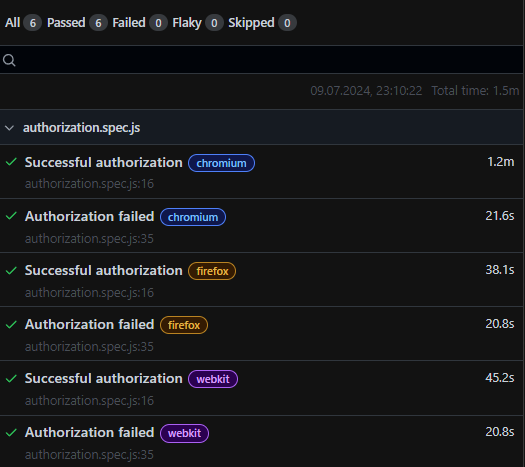 All 6 Passed 6 Failed 0 Flaky 0 Skipped 0
09.07.2024, 23:10:22 Total time: 1.5m
authorization.spec.js
Successful authorization chromium 1.2m
authorization.spec.js:16
Authorization failed chromium 21.6s
authorization.spec.js:35
Successful authorization firefox 38.1s
authorization.spec.js:16
Authorization failed firefox 20.8s
authorization.spec.js:35
Successful authorization webkit 45.2s
authorization.spec.js:16
Authorization failed webkit 20.8s
authorization.spec.js:35